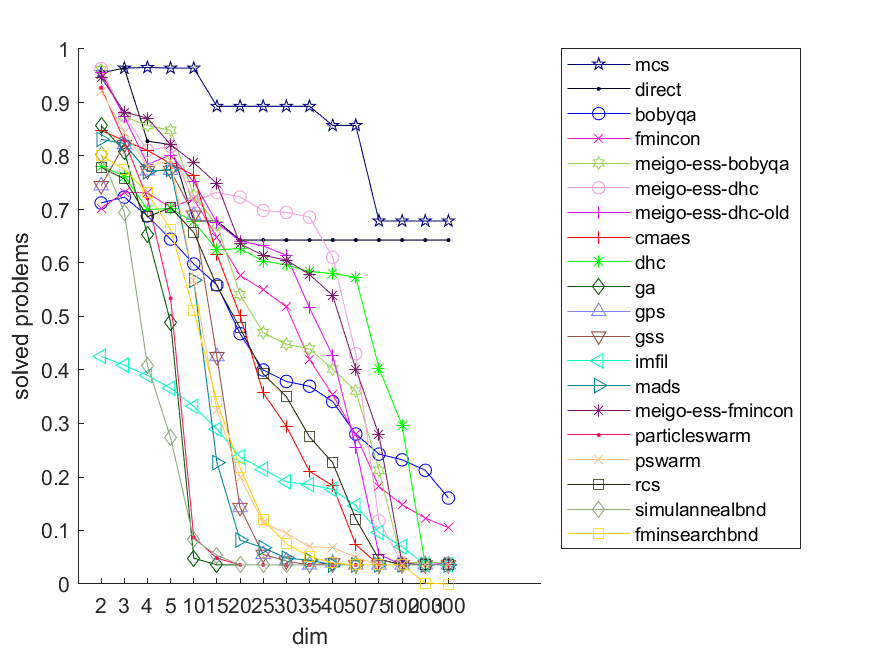 1
0.9
0.8
0.7
0.6
0.5
0.4
0.3
0.2
0.1
0
solved problems
2 3 4 5 10 15 20 25 30 35 40 50 75 100 200 300
dim
mcs
direct
bobyqa
fmincon
meigo-ess-bobyqa
meigo-ess-dhc
meigo-ess-dhc-old
cmaes
dhc
ga
gps
gss
imfil
mads
meigo-ess-fmincon
particleswarm
pswarm
rcs
simulannealbnd
fminsearchbnd